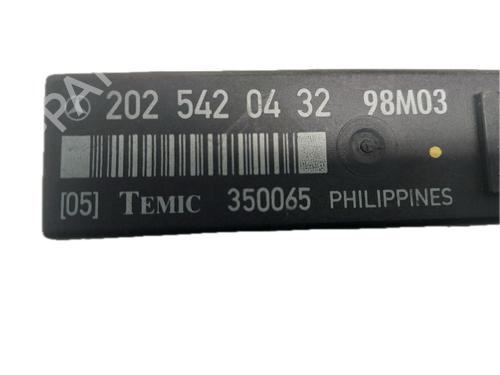 202 542 04 32 98M03
[05] TEMIC 350065 PHILIPPINES